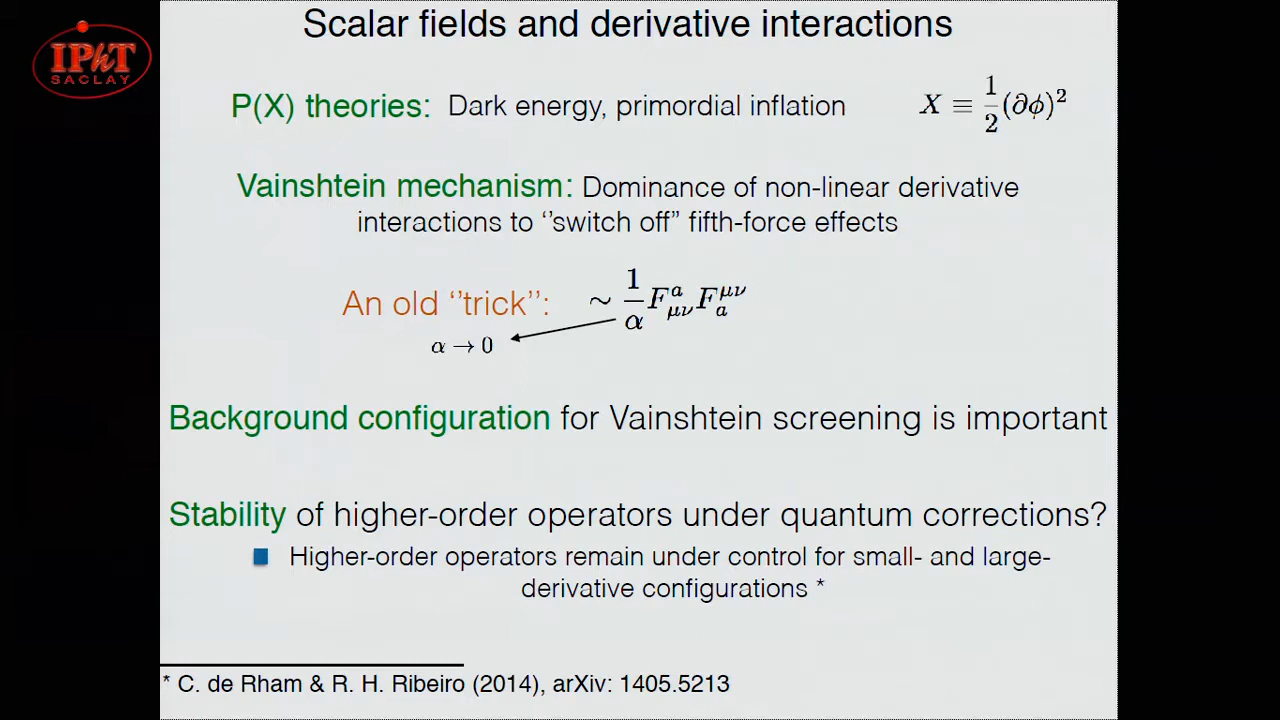 IPhT
SACLAY
Scalar fields and derivative interactions
P(X) theories: Dark energy, primordial inflation X ≡ 1/2 (∂ϕ)²
Vainshtein mechanism: Dominance of non-linear derivative
interactions to ‘’switch off” fifth-force effects
An old ‘’trick’’: ∼ 1/α F^a_{μν} F_a^{μν}
α → 0
Background configuration for Vainshtein screening is important
Stability of higher-order operators under quantum corrections?
Higher-order operators remain under control for small- and large-
derivative configurations *
* C. de Rham & R. H. Ribeiro (2014), arXiv: 1405.5213